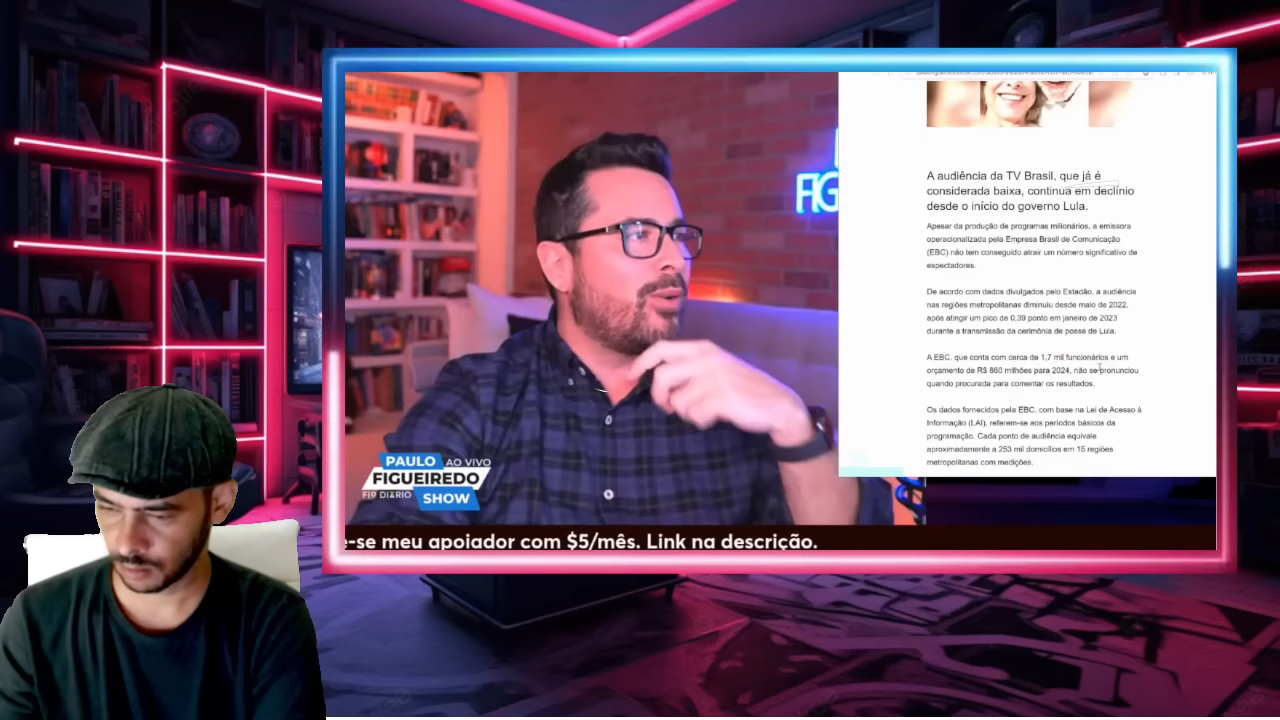 FIG
PAULO AO VIVO
FIGUEIREDO
FIO DIÁRIO SHOW
-se meu apoiador com $5/mês. Link na descrição.
A audiência da TV Brasil, que já é
considerada baixa, continua em declínio
desde o início do governo Lula.
Apesar da produção de programas milionários, a emissora
operacionalizada pela Empresa Brasil de Comunicação
(EBC) não tem conseguido atrair um número significativo de
espectadores.
De acordo com dados divulgados pelo Estadão, a audiência
nas regiões metropolitanas diminuiu desde maio de 2022,
após atingir um pico de 0,39 ponto em janeiro de 2023
durante a transmissão da cerimônia de posse de Lula.
A EBC, que conta com cerca de 1,7 mil funcionários e um
orçamento de R$ 860 milhões para 2024, não se pronunciou
quando procurada para comentar os resultados.
Os dados fornecidos pela EBC, com base na Lei de Acesso à
Informação (LAI), referem-se aos períodos básicos da
programação. Cada ponto de audiência equivale
aproximadamente a 253 mil domicílios em 15 regiões
metropolitanas com medições.